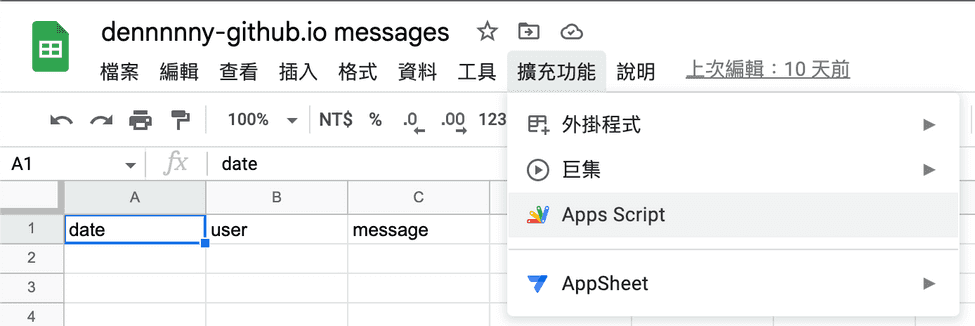 dennnnny-github.io messages
檔案 編輯 查看 插入 格式 資料 工具 擴充功能 說明 上次編輯：10 天前
100% NT$ % .0 .00 123
外掛程式
A1 fx date
巨集
A B C
Apps Script
1 date user message
2
3
AppSheet
4